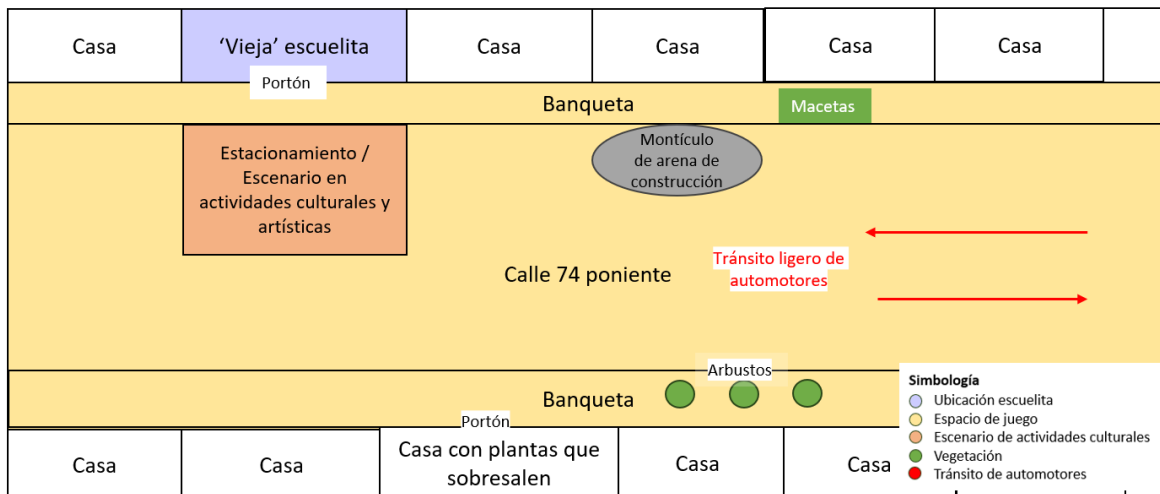 Casa
'Vieja' escuelita
Casa
Casa
Casa
Casa
Portón
Banqueta
Macetas
Estacionamiento /
Escenario en
actividades culturales y
artísticas
Montículo
de arena de
construcción
Tránsito ligero de
automotores
Calle 74 poniente
Arbustos
Banqueta
Portón
Casa
Casa
Casa con plantas que
sobresalen
Casa
Casa
Simbología
Ubicación escuelita
Espacio de juego
Escenario de actividades culturales
Vegetación
Tránsito de automotores